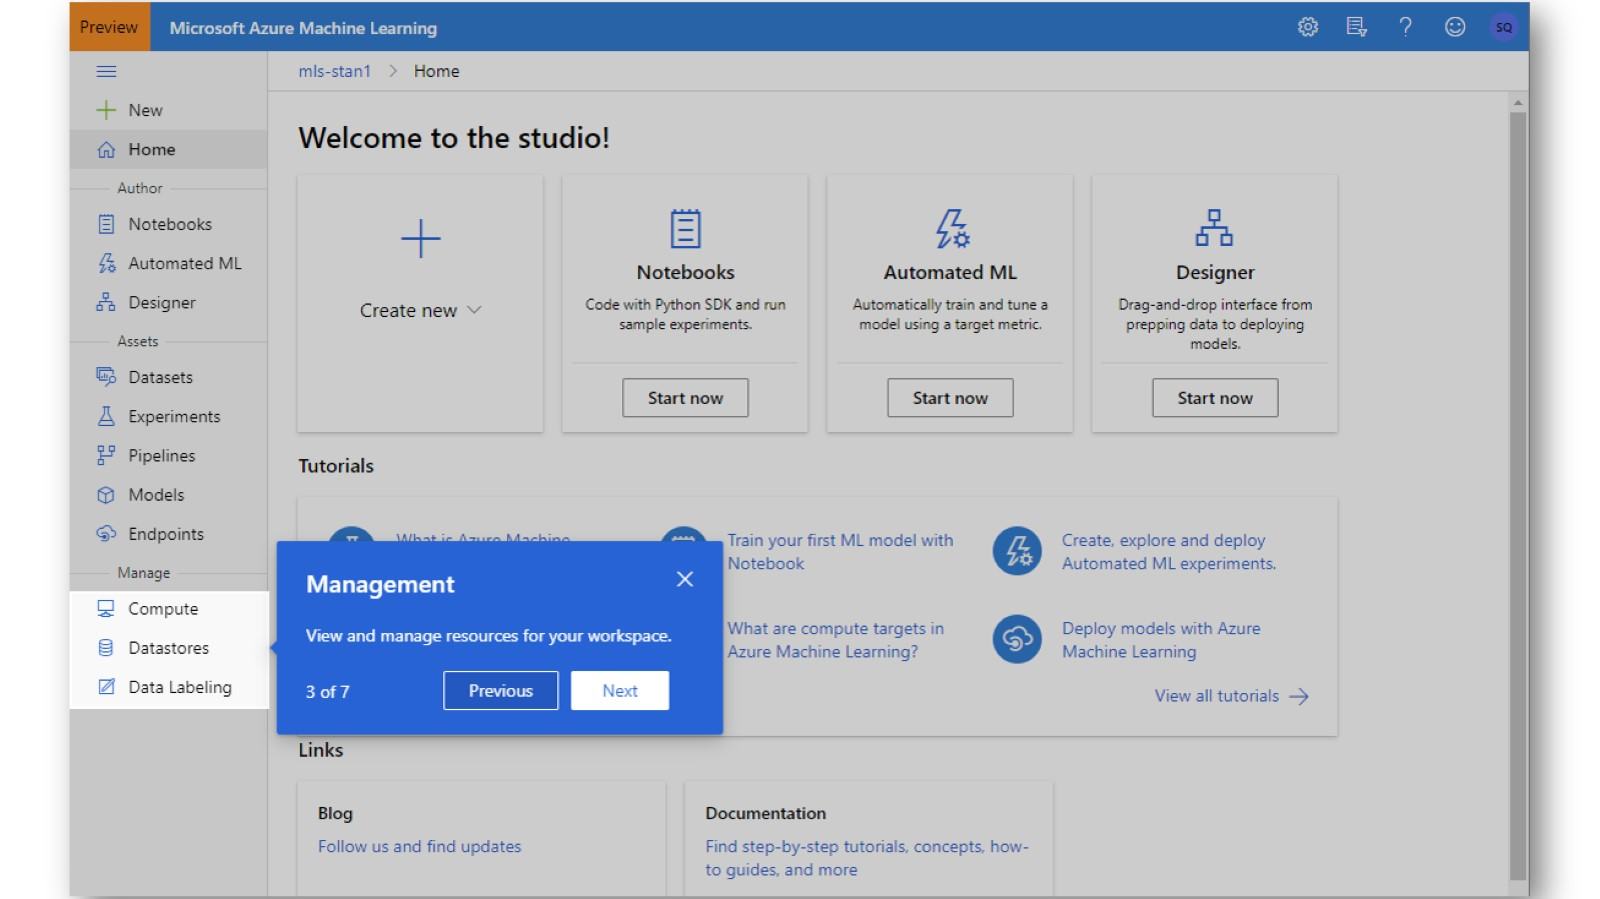 Preview
Microsoft Azure Machine Learning
SQ
mls-stan1 > Home
New
Home
Author
Notebooks
Automated ML
Designer
Assets
Datasets
Experiments
Pipelines
Models
Endpoints
Manage
Compute
Datastores
Data Labeling
Welcome to the studio!
Create new
Notebooks
Code with Python SDK and run
sample experiments.
Start now
Automated ML
Automatically train and tune a
model using a target metric.
Start now
Designer
Drag-and-drop interface from
prepping data to deploying
models.
Start now
Tutorials
What is Azure Machine
Train your first ML model with
Notebook
Create, explore and deploy
Automated ML experiments.
What are compute targets in
Azure Machine Learning?
Deploy models with Azure
Machine Learning
View all tutorials
Management
View and manage resources for your workspace.
3 of 7
Previous
Next
Links
Blog
Follow us and find updates
Documentation
Find step-by-step tutorials, concepts, how-
to guides, and more